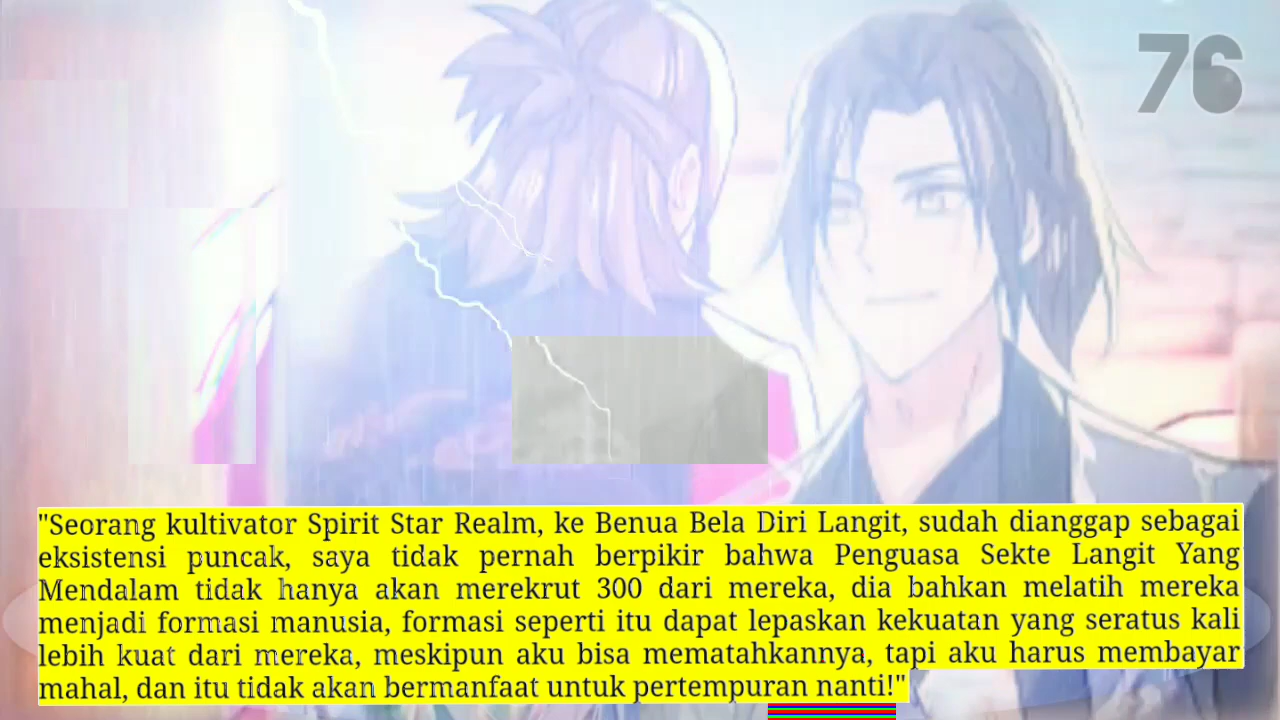 76
"Seorang kultivator Spirit Star Realm, ke Benua Bela Diri Langit, sudah dianggap sebagai
eksistensi puncak, saya tidak pernah berpikir bahwa Penguasa Sekte Langit Yang
Mendalam tidak hanya akan merekrut 300 dari mereka, dia bahkan melatih mereka
menjadi formasi manusia, formasi seperti itu dapat lepaskan kekuatan yang seratus kali
lebih kuat dari mereka, meskipun aku bisa mematahkannya, tapi aku harus membayar
mahal, dan itu tidak akan bermanfaat untuk pertempuran nanti!"